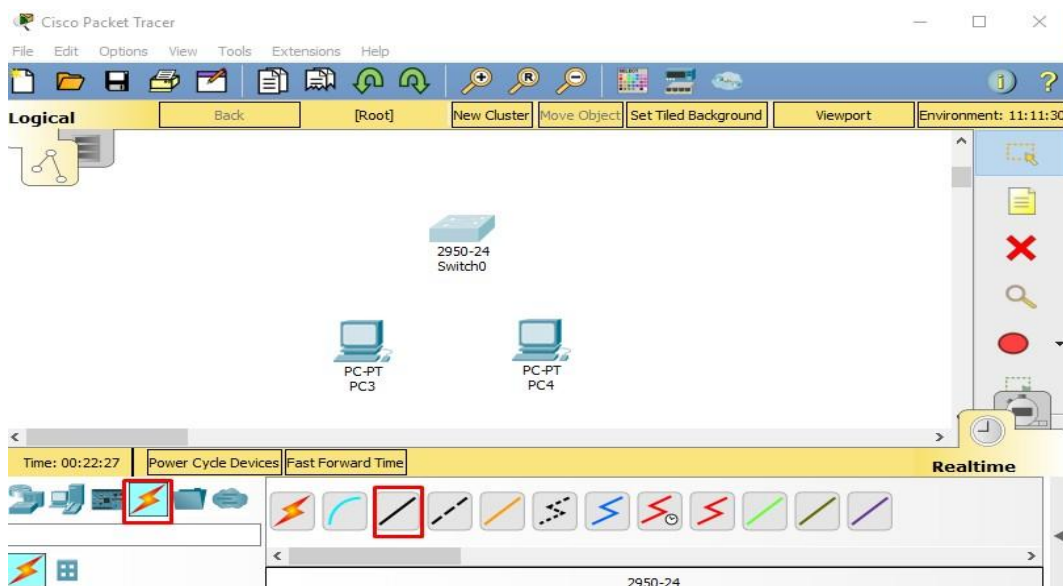 Cisco Packet Tracer
File Edit Options View Tools Extensions Help
Logical Back [Root] New Cluster Move Object Set Tiled Background Viewport Environment: 11:11:30
2950-24
Switch0
PC-PT
PC3
PC-PT
PC4
Time: 00:22:27 Power Cycle Devices Fast Forward Time Realtime
2950-24